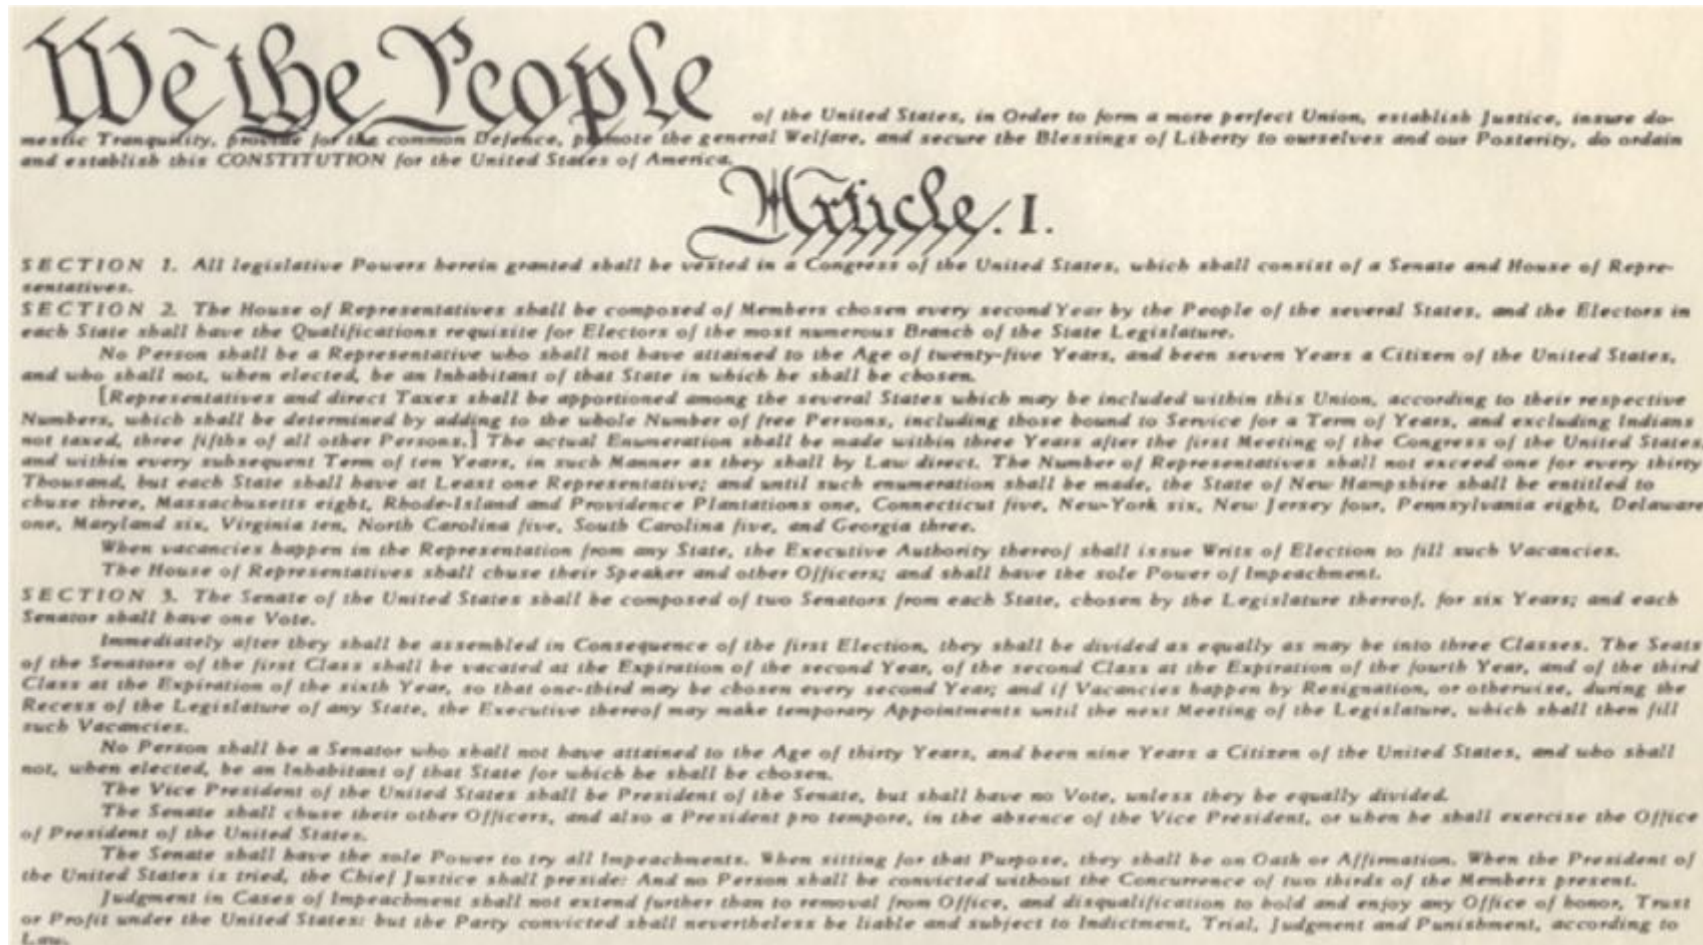 We the People
of the United States, in Order to form a more perfect Union, establish Justice, insure do-
mestic Tranquility, provide for the common Defence, promote the general Welfare, and secure the Blessings of Liberty to ourselves and our Posterity, do ordain
and establish this CONSTITUTION for the United States of America.
Article. I.
SECTION 1. All legislative Powers herein granted shall be vested in a Congress of the United States, which shall consist of a Senate and House of Repre-
sentatives.
SECTION 2. The House of Representatives shall be composed of Members chosen every second Year by the People of the several States, and the Electors in
each State shall have the Qualifications requisite for Electors of the most numerous Branch of the State Legislature.
No Person shall be a Representative who shall not have attained to the Age of twenty-five Years, and been seven Years a Citizen of the United States,
and who shall not, when elected, be an Inhabitant of that State in which he shall be chosen.
[Representatives and direct Taxes shall be apportioned among the several States which may be included within this Union, according to their respective
Numbers, which shall be determined by adding to the whole Number of free Persons, including those bound to Service for a Term of Years, and excluding Indians
not taxed, three fifths of all other Persons.] The actual Enumeration shall be made within three Years after the first Meeting of the Congress of the United States
and within every subsequent Term of ten Years, in such Manner as they shall by Law direct. The Number of Representatives shall not exceed one for every thirty
Thousand, but each State shall have at Least one Representative; and until such enumeration shall be made, the State of New Hampshire shall be entitled to
chuse three, Massachusetts eight, Rhode-Island and Providence Plantations one, Connecticut five, New-York six, New Jersey four, Pennsylvania eight, Delaware
one, Maryland six, Virginia ten, North Carolina five, South Carolina five, and Georgia three.
When vacancies happen in the Representation from any State, the Executive Authority thereof shall issue Writs of Election to fill such Vacancies.
The House of Representatives shall chuse their Speaker and other Officers; and shall have the sole Power of Impeachment.
SECTION 3. The Senate of the United States shall be composed of two Senators from each State, chosen by the Legislature thereof, for six Years; and each
Senator shall have one Vote.
Immediately after they shall be assembled in Consequence of the first Election, they shall be divided as equally as may be into three Classes. The Seats
of the Senators of the first Class shall be vacated at the Expiration of the second Year, of the second Class at the Expiration of the fourth Year, and of the third
Class at the Expiration of the sixth Year, so that one-third may be chosen every second Year; and if Vacancies happen by Resignation, or otherwise, during the
Recess of the Legislature of any State, the Executive thereof may make temporary Appointments until the next Meeting of the Legislature, which shall then fill
such Vacancies.
No Person shall be a Senator who shall not have attained to the Age of thirty Years, and been nine Years a Citizen of the United States, and who shall
not, when elected, be an Inhabitant of that State for which he shall be chosen.
The Vice President of the United States shall be President of the Senate, but shall have no Vote, unless they be equally divided.
The Senate shall chuse their other Officers, and also a President pro tempore, in the absence of the Vice President, or when he shall exercise the Office
of President of the United States.
The Senate shall have the sole Power to try all Impeachments. When sitting for that Purpose, they shall be on Oath or Affirmation. When the President of
the United States is tried, the Chief Justice shall preside: And no Person shall be convicted without the Concurrence of two thirds of the Members present.
Judgment in Cases of Impeachment shall not extend further than to removal from Office, and disqualification to hold and enjoy any Office of honor, Trust
or Profit under the United States: but the Party convicted shall nevertheless be liable and subject to Indictment, Trial, Judgment and Punishment, according to
Law.